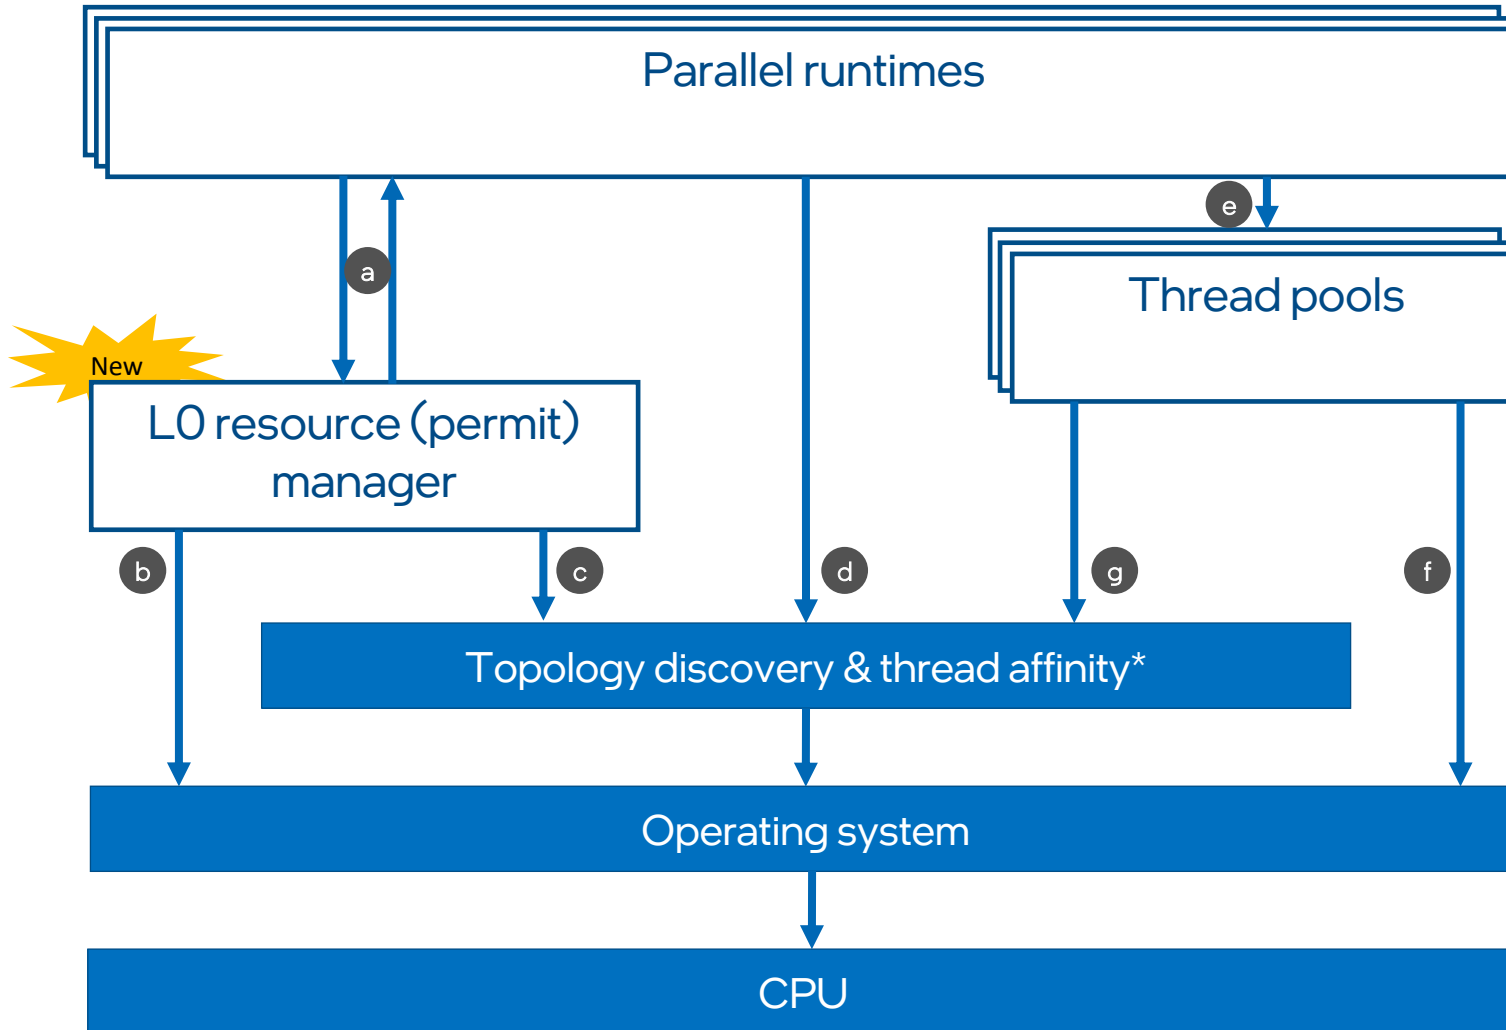 Parallel runtimes
e
a
Thread pools
New
L0 resource (permit)
manager
b
c
d
g
f
Topology discovery & thread affinity*
Operating system
CPU